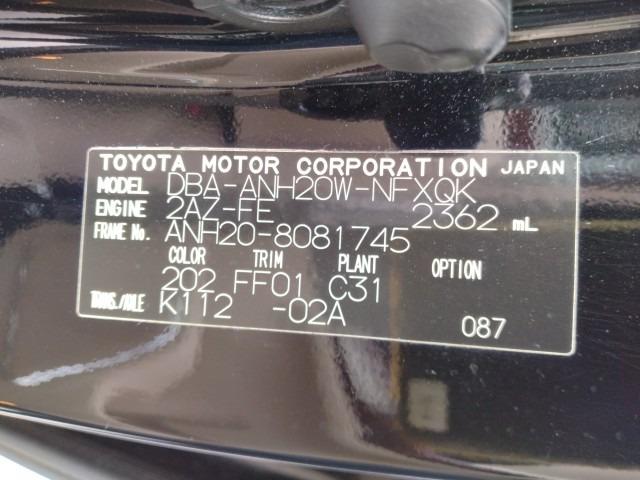 TOYOTA MOTOR CORPORATION JAPAN
MODEL DBA-ANH20W-NFXQK
ENGINE 2AZ-FE 2362 mL
FRAME No. ANH20-8081745
COLOR TRIM PLANT OPTION
202 FF01 C31
TRANS./AXLE K112 -02A
087